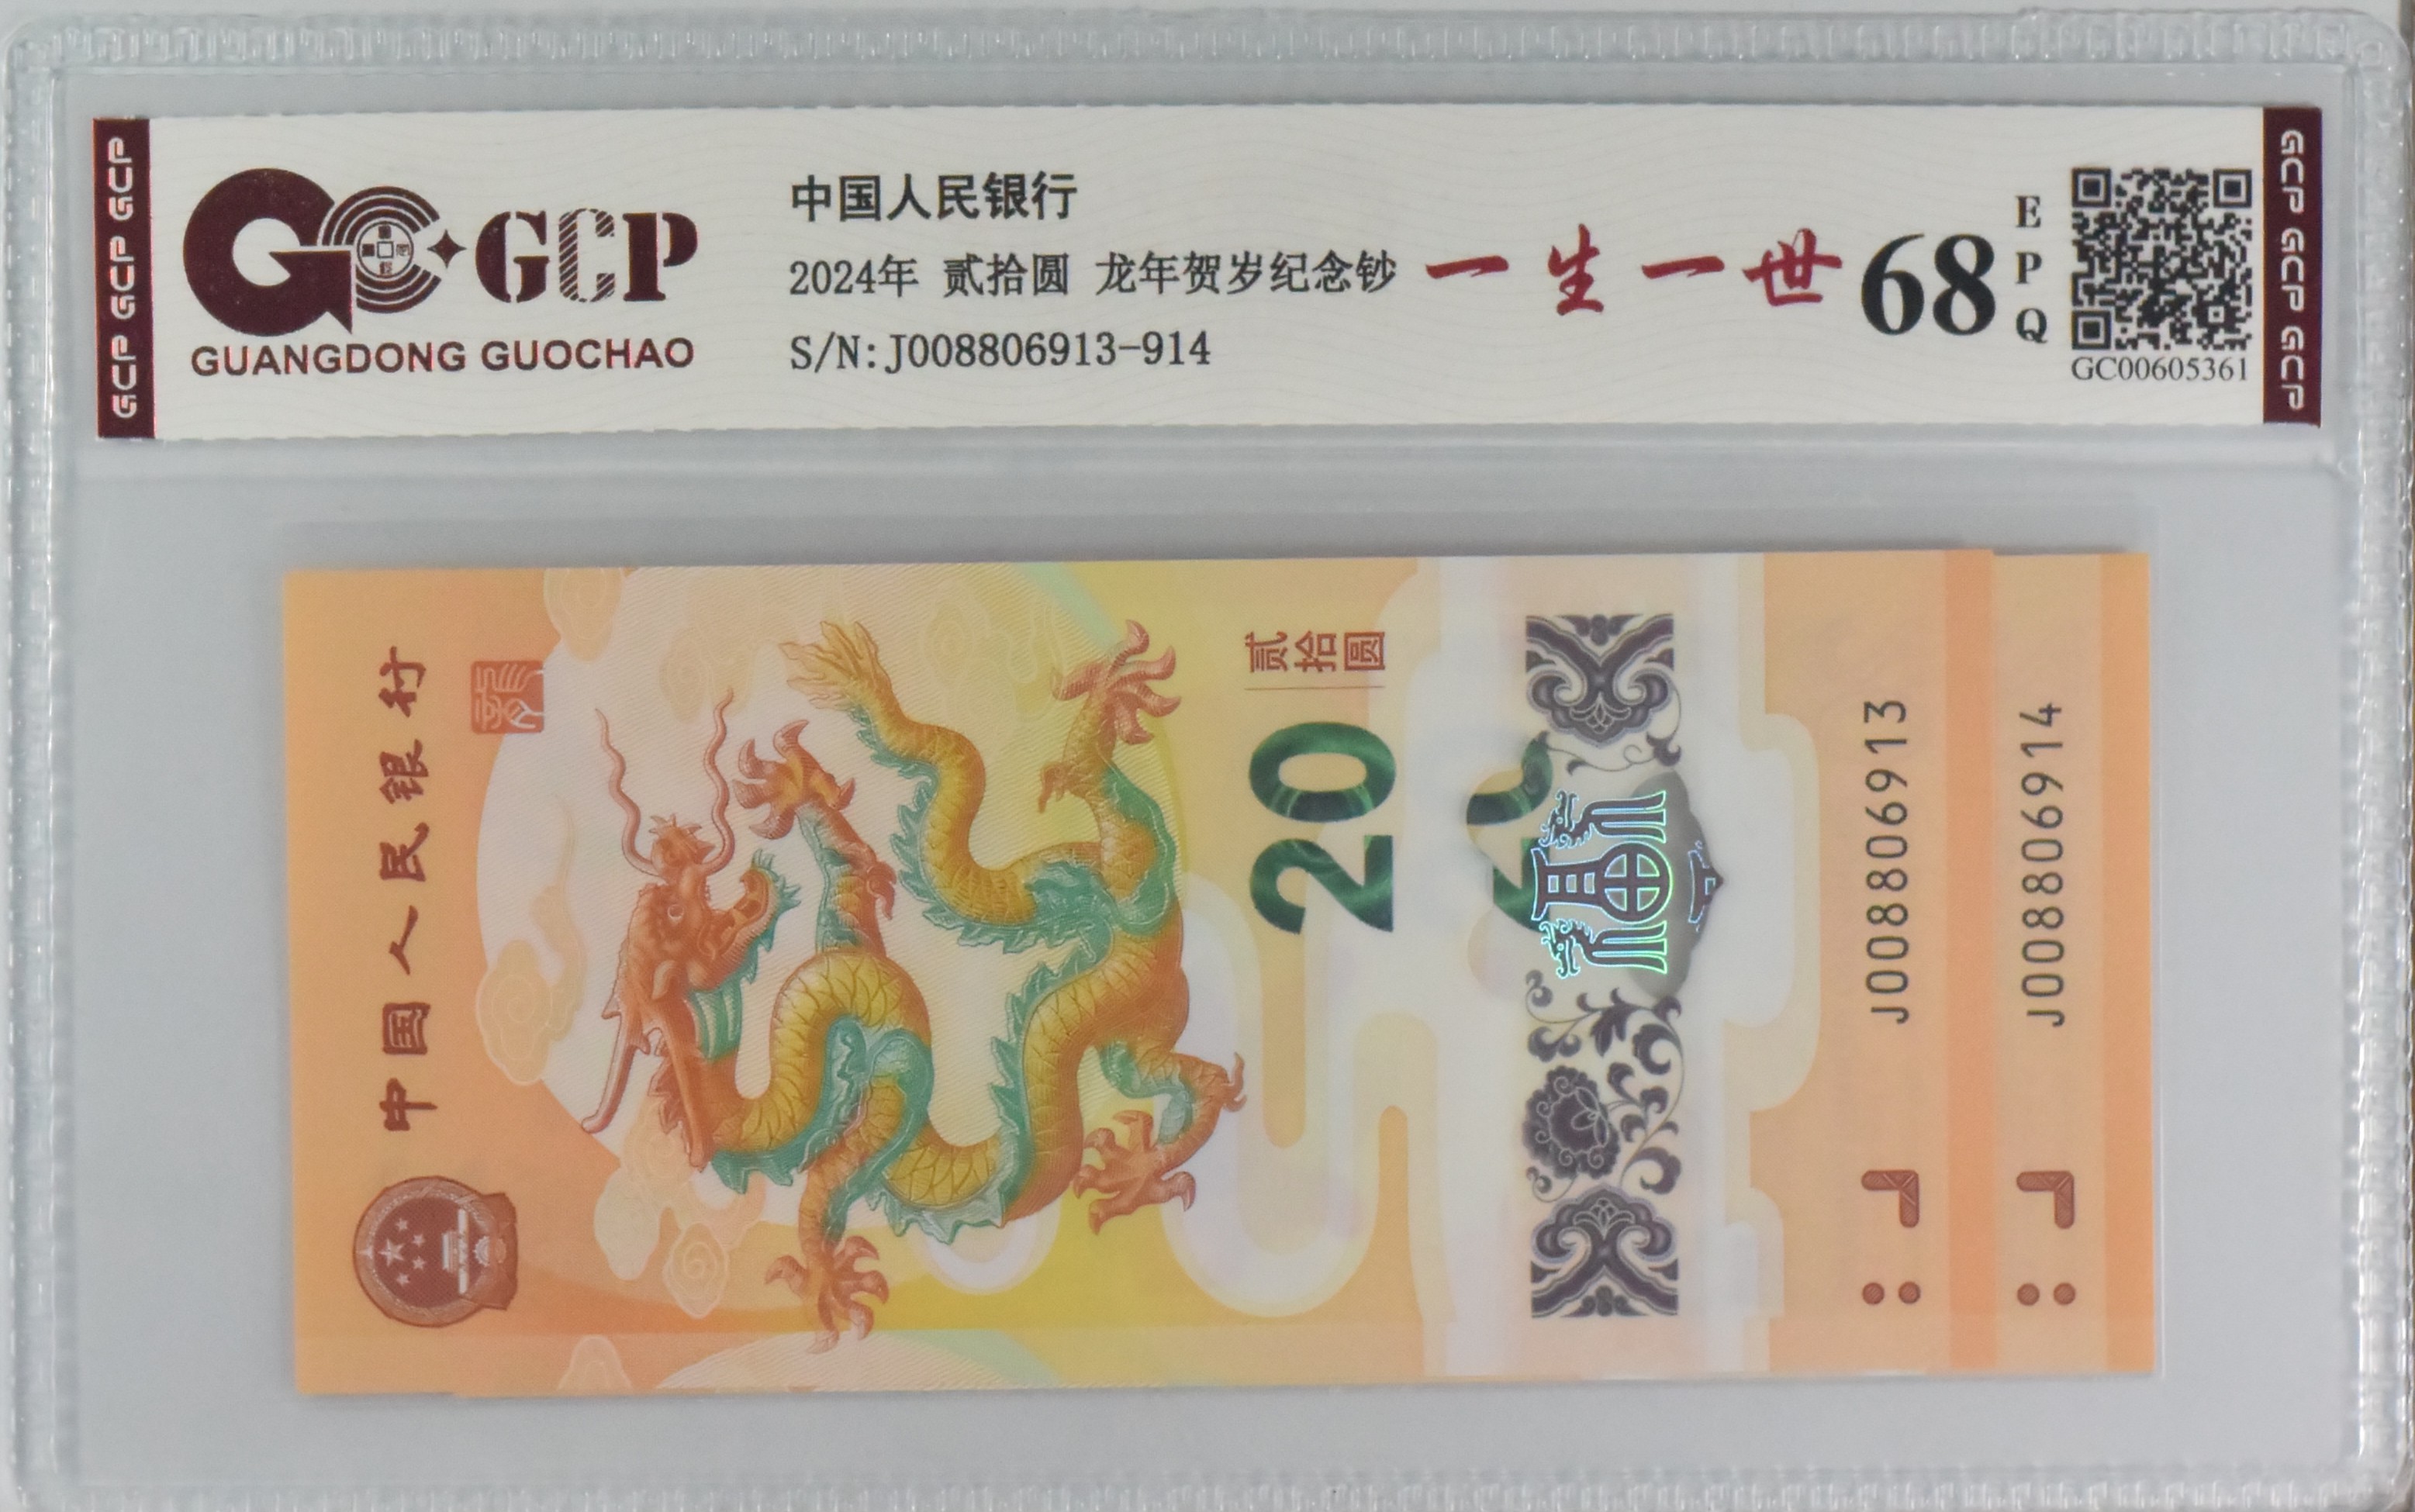 GCP GCP GCP
GCP
GUANGDONG GUOCHAO
中国人民银行
2024年 贰拾圆 龙年贺岁纪念钞
S/N:J008806913-914
一生一世
68
EPQ
GC00605361
GCP GCP GCP
中国人民银行
贰拾圆
20
J008806913
J008806914